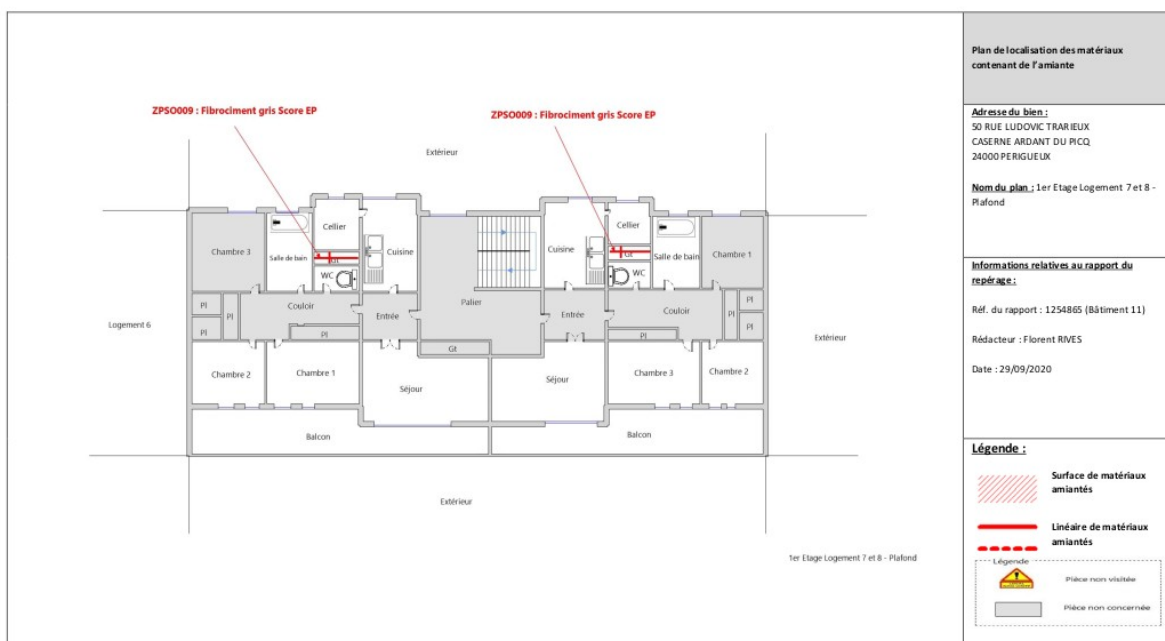 ZPSO009 : Fibrociment gris Score EP
ZPSO009 : Fibrociment gris Score EP
Extérieur
Cellier
Cuisine
Chambre 3
Salle de bain
Gt
WC
Cuisine
Cellier
Gt
WC
Salle de bain
Chambre 1
Logement 6
Pl
Pl
Pl
Couloir
Pl
Entrée
Palier
Gt
Entrée
Couloir
Pl
Pl
Pl
Pl
Extérieur
Chambre 2
Chambre 1
Séjour
Séjour
Chambre 3
Chambre 2
Balcon
Balcon
Extérieur
1er Etage Logement 7 et 8 - Plafond
Plan de localisation des matériaux
contenant de l'amiante
Adresse du bien :
50 RUE LUDOVIC TRARIEUX
CASERNE ARDANT DU PICQ
24000 PERIGUEUX
Nom du plan : 1er Etage Logement 7 et 8 -
Plafond
Informations relatives au rapport du
repérage :
Réf. du rapport : 1254865 (Bâtiment 11)
Rédacteur : Florent RIVES
Date : 29/09/2020
Légende :
Surface de matériaux
amiantés
Linéaire de matériaux
amiantés
Légende
Pièce non visitée
Pièce non concernée